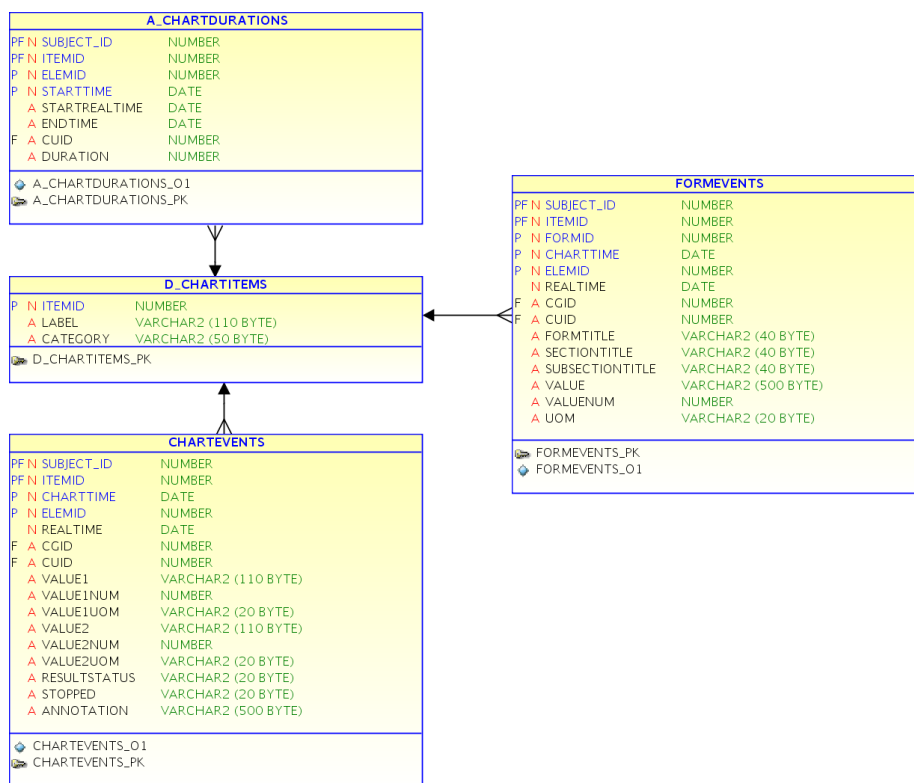 A_CHARTDURATIONS
PF N SUBJECT_ID NUMBER
PF N ITEMID NUMBER
P N ELEMID NUMBER
P N STARTTIME DATE
A STARTREALTIME DATE
A ENDTIME DATE
F A CUID NUMBER
A DURATION NUMBER
A_CHARTDURATIONS_O1
A_CHARTDURATIONS_PK
D_CHARTITEMS
P N ITEMID NUMBER
A LABEL VARCHAR2 (110 BYTE)
A CATEGORY VARCHAR2 (50 BYTE)
D_CHARTITEMS_PK
CHARTEVENTS
PF N SUBJECT_ID NUMBER
PF N ITEMID NUMBER
P N CHARTTIME DATE
P N ELEMID NUMBER
N REALTIME DATE
F A CGID NUMBER
F A CUID NUMBER
A VALUE1 VARCHAR2 (110 BYTE)
A VALUE1NUM NUMBER
A VALUE1UOM VARCHAR2 (20 BYTE)
A VALUE2 VARCHAR2 (110 BYTE)
A VALUE2NUM NUMBER
A VALUE2UOM VARCHAR2 (20 BYTE)
A RESULTSTATUS VARCHAR2 (20 BYTE)
A STOPPED VARCHAR2 (20 BYTE)
A ANNOTATION VARCHAR2 (500 BYTE)
CHARTEVENTS_O1
CHARTEVENTS_PK
FORMEVENTS
PF N SUBJECT_ID NUMBER
PF N ITEMID NUMBER
P N FORMID NUMBER
P N CHARTTIME DATE
P N ELEMID NUMBER
N REALTIME DATE
F A CGID NUMBER
F A CUID NUMBER
A FORMTITLE VARCHAR2 (40 BYTE)
A SECTIONTITLE VARCHAR2 (40 BYTE)
A SUBSECTIONTITLE VARCHAR2 (40 BYTE)
A VALUE VARCHAR2 (500 BYTE)
A VALUENUM NUMBER
A UOM VARCHAR2 (20 BYTE)
FORMEVENTS_PK
FORMEVENTS_O1